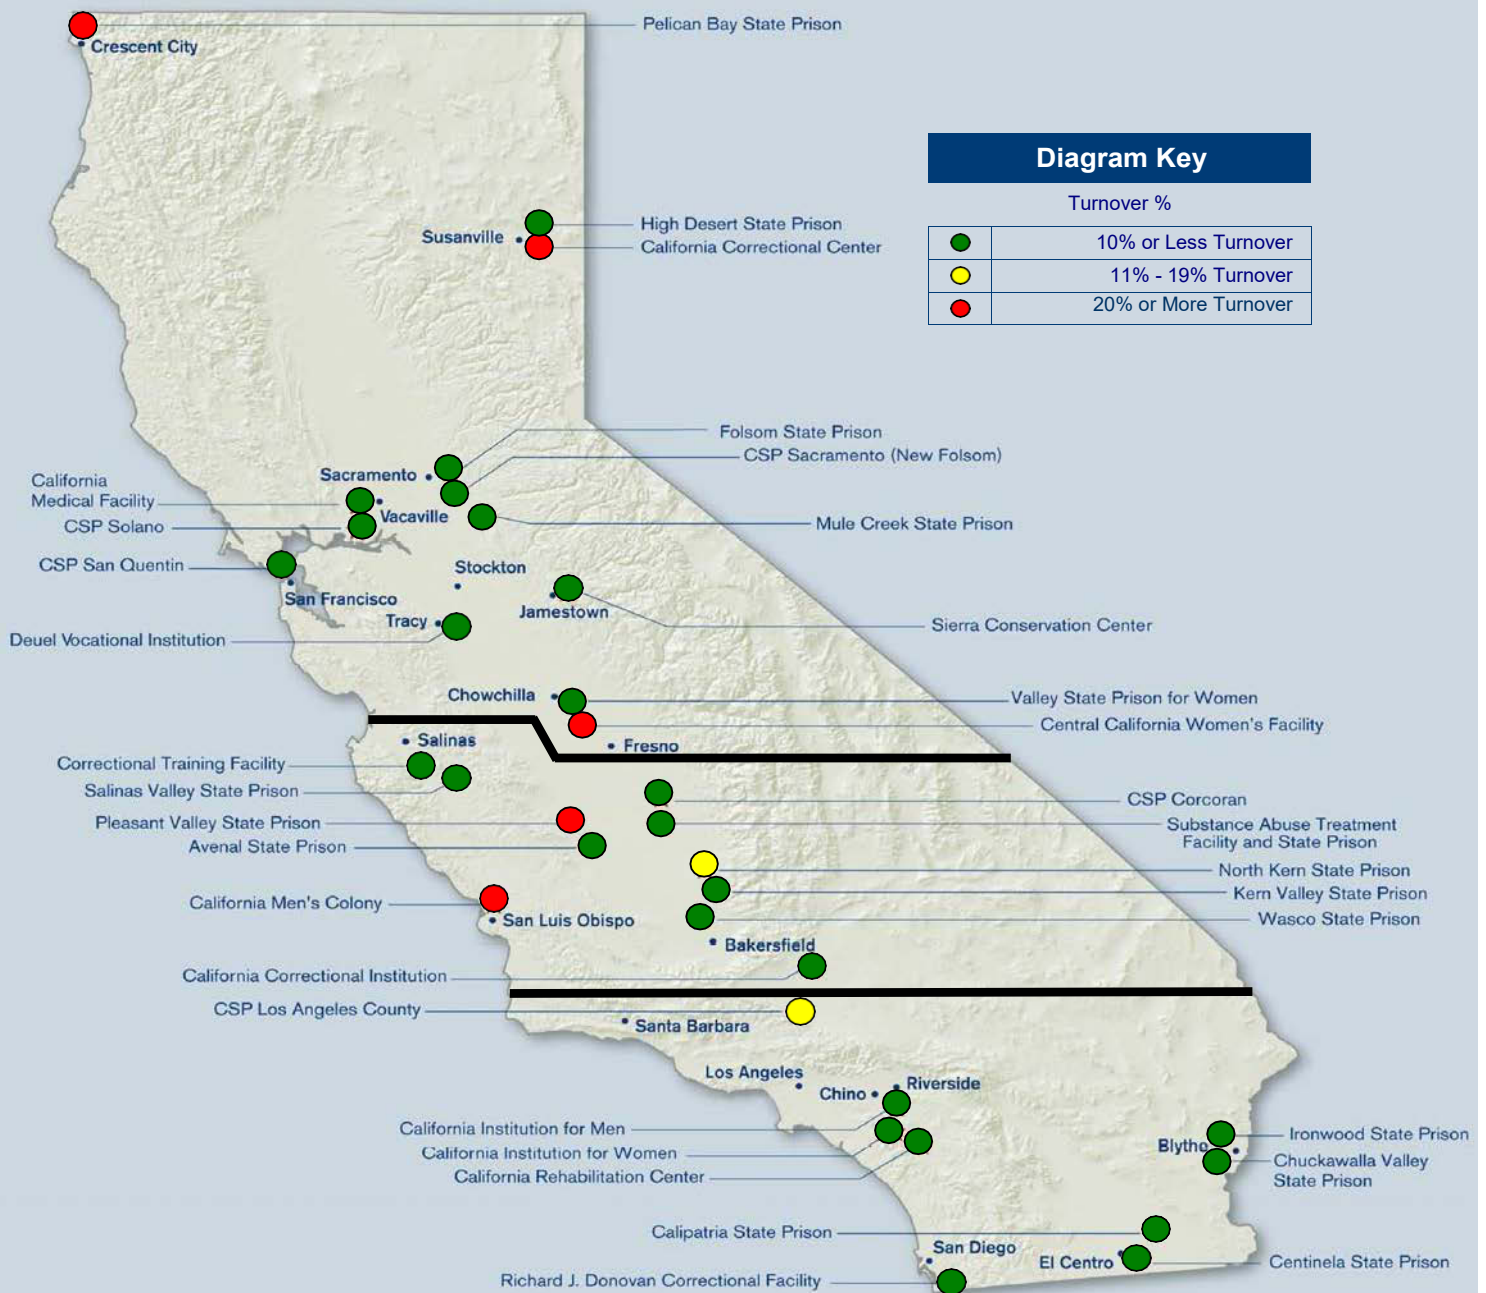 Pelican Bay State Prison
Crescent City
Diagram Key
Turnover %
10% or Less Turnover
11% - 19% Turnover
20% or More Turnover
High Desert State Prison
Susanville
California Correctional Center
Folsom State Prison
CSP Sacramento (New Folsom)
Sacramento
California
Medical Facility
Vacaville
CSP Solano
Mule Creek State Prison
CSP San Quentin
Stockton
San Francisco
Jamestown
Tracy
Sierra Conservation Center
Deuel Vocational Institution
Chowchilla
Valley State Prison for Women
Central California Women's Facility
Salinas
Fresno
Correctional Training Facility
Salinas Valley State Prison
CSP Corcoran
Pleasant Valley State Prison
Substance Abuse Treatment
Facility and State Prison
Avenal State Prison
North Kern State Prison
Kern Valley State Prison
California Men's Colony
San Luis Obispo
Wasco State Prison
Bakersfield
California Correctional Institution
CSP Los Angeles County
Santa Barbara
Los Angeles
Riverside
Chino
California Institution for Men
California Institution for Women
California Rehabilitation Center
Ironwood State Prison
Blythe
Chuckawalla Valley
State Prison
Calipatria State Prison
San Diego
El Centro
Centinela State Prison
Richard J. Donovan Correctional Facility